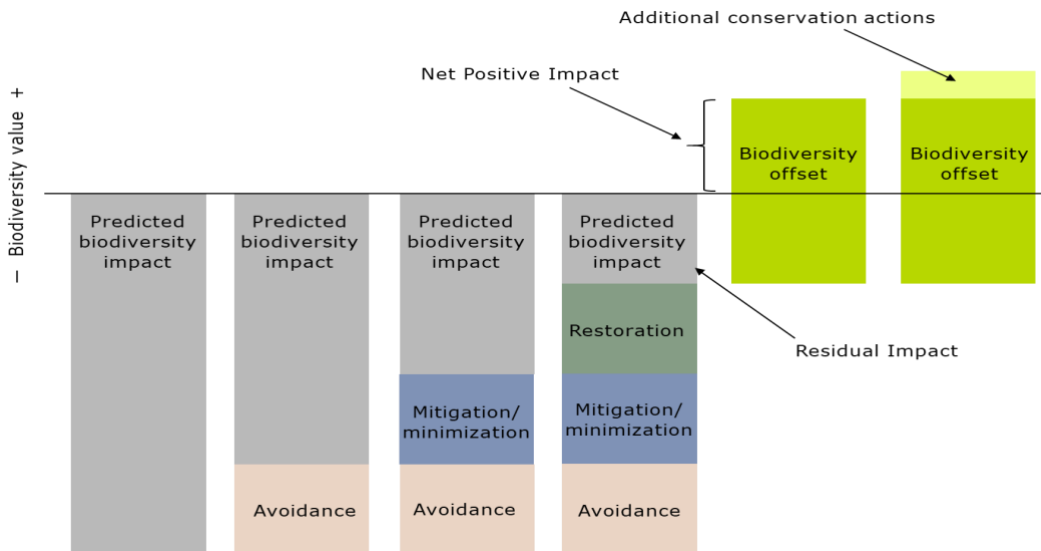 Additional conservation actions
Net Positive Impact
− Biodiversity value +
Biodiversity
offset
Biodiversity
offset
Predicted
biodiversity
impact
Predicted
biodiversity
impact
Predicted
biodiversity
impact
Predicted
biodiversity
impact
Restoration
Residual Impact
Mitigation/
minimization
Mitigation/
minimization
Avoidance
Avoidance
Avoidance